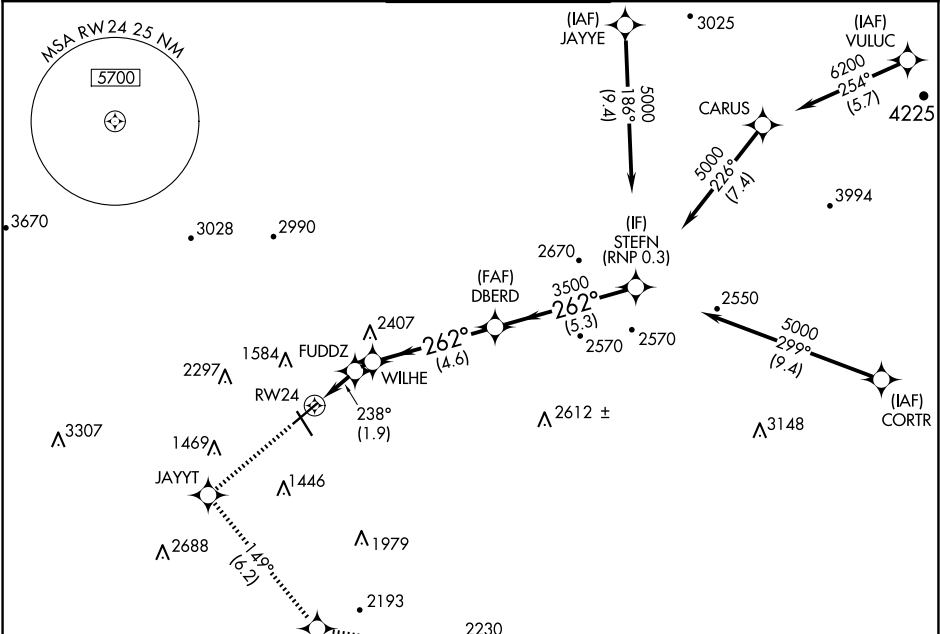 MSA RW24 25 NM
5700
(IAF)
JAYYE
3025
(IAF)
VULUC
6200
254°
(5.7)
4225
5000
186°
(9.4)
CARUS
5000
226°
(7.4)
3994
3670
3028
2990
(IF)
STEFN
(RNP 0.3)
2670
(FAF)
DBERD
3500
262°
(5.3)
2550
5000
299°
(9.4)
2570
2570
2407
262°
(4.6)
FUDDZ
1584
WILHE
2297
RW24
238°
(1.9)
(IAF)
CORTR
2612 ±
3148
3307
1469
JAYYT
1446
2688
149°
(6.2)
1979
2193
2230